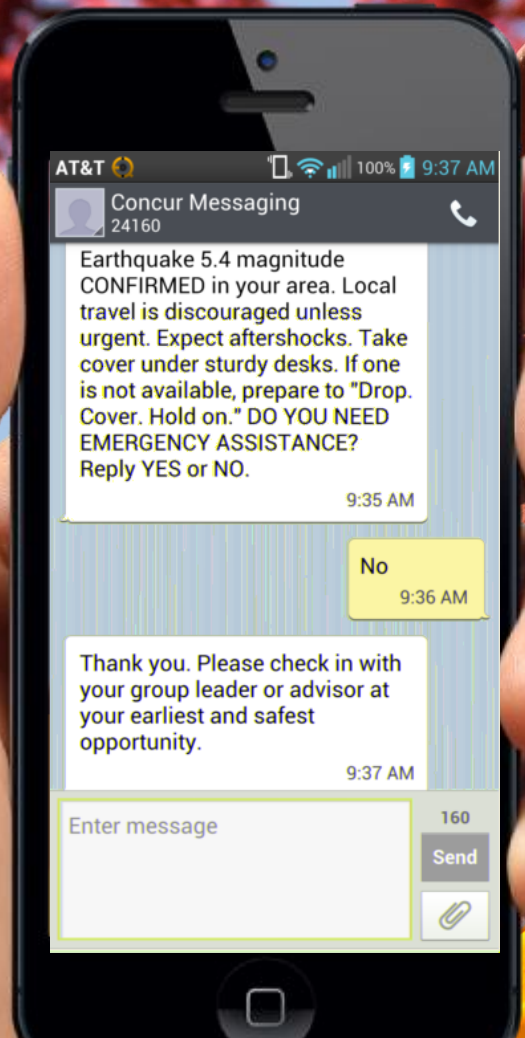 AT&T 100% 9:37 AM
Concur Messaging
24160
Earthquake 5.4 magnitude
CONFIRMED in your area. Local
travel is discouraged unless
urgent. Expect aftershocks. Take
cover under sturdy desks. If one
is not available, prepare to "Drop.
Cover. Hold on." DO YOU NEED
EMERGENCY ASSISTANCE?
Reply YES or NO.
9:35 AM
No
9:36 AM
Thank you. Please check in with
your group leader or advisor at
your earliest and safest
opportunity.
9:37 AM
Enter message
160
Send